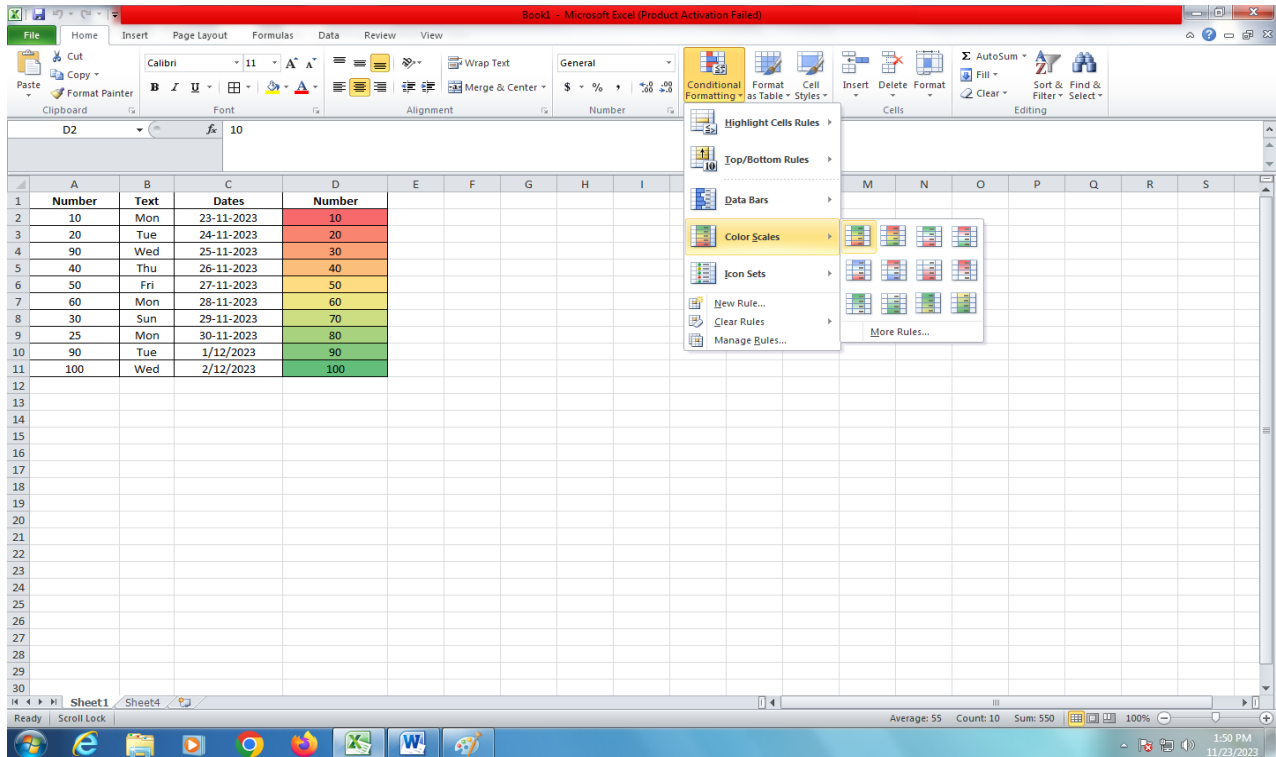 Book1 - Microsoft Excel (Product Activation Failed)
File Home Insert Page Layout Formulas Data Review View
Paste
Cut
Copy
Format Painter
Clipboard
Calibri 11
B I U
Font
Wrap Text
Merge & Center
Alignment
General
$ % ,
Number
Conditional Formatting
Format as Table
Cell Styles
Insert Delete Format
Cells
Σ AutoSum
Fill
Clear
Sort & Filter
Find & Select
Editing
D2 fx 10
Highlight Cells Rules
Top/Bottom Rules
Data Bars
Color Scales
Icon Sets
New Rule...
Clear Rules
Manage Rules...
More Rules...
A B C D E F G H I M N O P Q R S
1 Number Text Dates Number
2 10 Mon 23-11-2023 10
3 20 Tue 24-11-2023 20
4 90 Wed 25-11-2023 30
5 40 Thu 26-11-2023 40
6 50 Fri 27-11-2023 50
7 60 Mon 28-11-2023 60
8 30 Sun 29-11-2023 70
9 25 Mon 30-11-2023 80
10 90 Tue 1/12/2023 90
11 100 Wed 2/12/2023 100
12
13
14
15
16
17
18
19
20
21
22
23
24
25
26
27
28
29
30
Sheet1 Sheet4
Ready Scroll Lock Average: 55 Count: 10 Sum: 550 100%
1:50 PM
11/23/2023